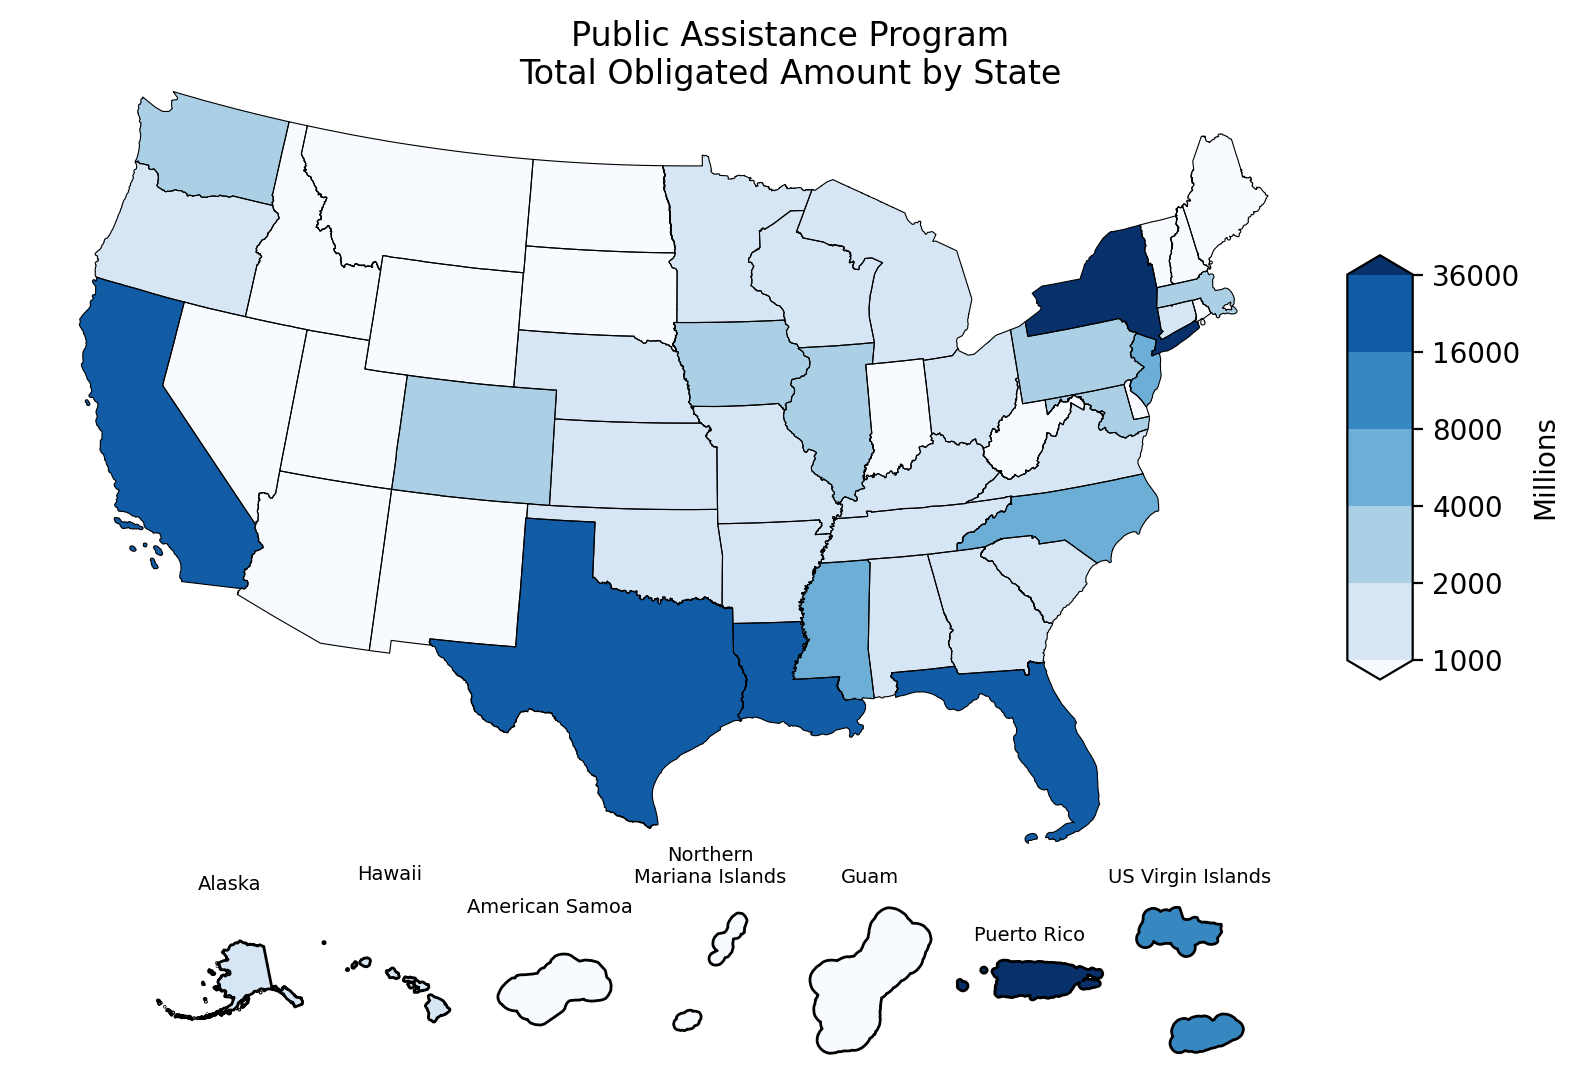 Public Assistance Program
Total Obligated Amount by State
36000
16000
8000
4000
2000
1000
Millions
Alaska
Hawaii
American Samoa
Northern
Mariana Islands
Guam
Puerto Rico
US Virgin Islands